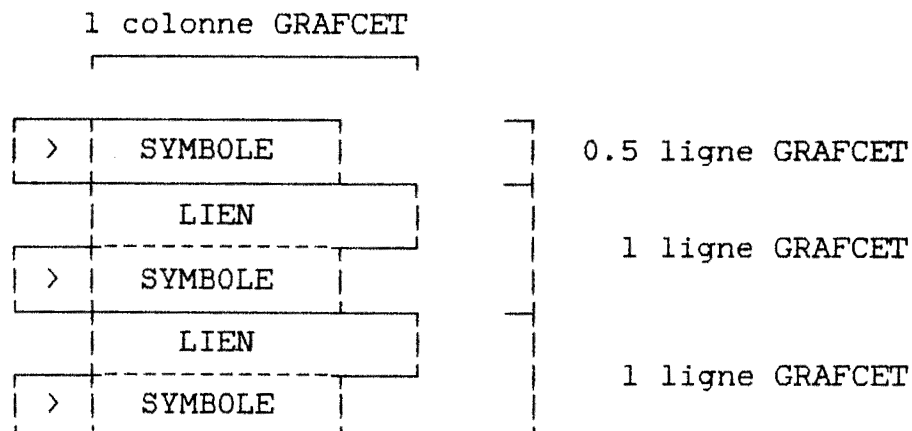 1 colonne GRAFCET
> SYMBOLE 0.5 ligne GRAFCET
LIEN
1 ligne GRAFCET
> SYMBOLE
LIEN
1 ligne GRAFCET
> SYMBOLE